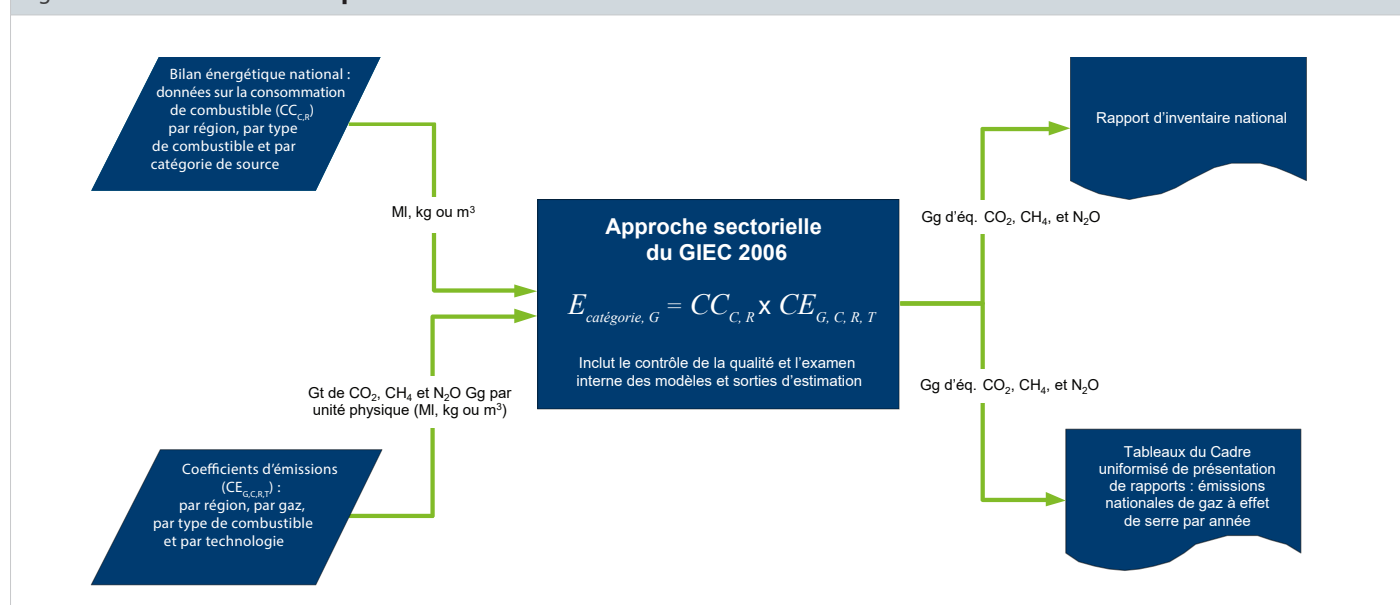 Bilan énergétique national :
données sur la consommation
de combustible (CC_C,R)
par région, par type
de combustible et par
catégorie de source
Ml, kg ou m³
Gt de CO₂, CH₄ et N₂O Gg par
unité physique (Ml, kg ou m³)
Coefficients d'émissions
(CE_G,C,R,T) :
par région, par gaz,
par type de combustible
et par technologie
Approche sectorielle
du GIEC 2006
E_catégorie, G = CC_C, R x CE_G, C, R, T
Inclut le contrôle de la qualité et l'examen
interne des modèles et sorties d'estimation
Rapport d'inventaire national
Gg d'éq. CO₂, CH₄, et N₂O
Gg d'éq. CO₂, CH₄, et N₂O
Tableaux du Cadre
uniformisé de présentation
de rapports : émissions
nationales de gaz à effet
de serre par année